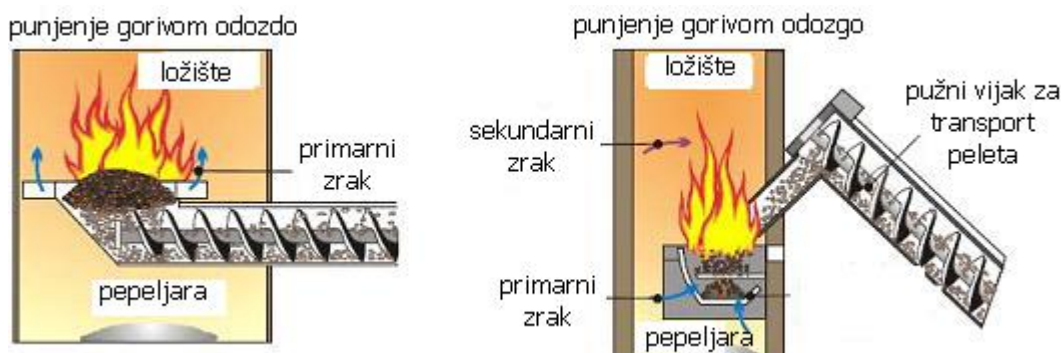 punjenje gorivom odozdo
ložište
primarni
zrak
pepeljara
punjenje gorivom odozgo
ložište
sekundarni
zrak
pužni vijak za
transport
peleta
primarni
zrak
pepeljara